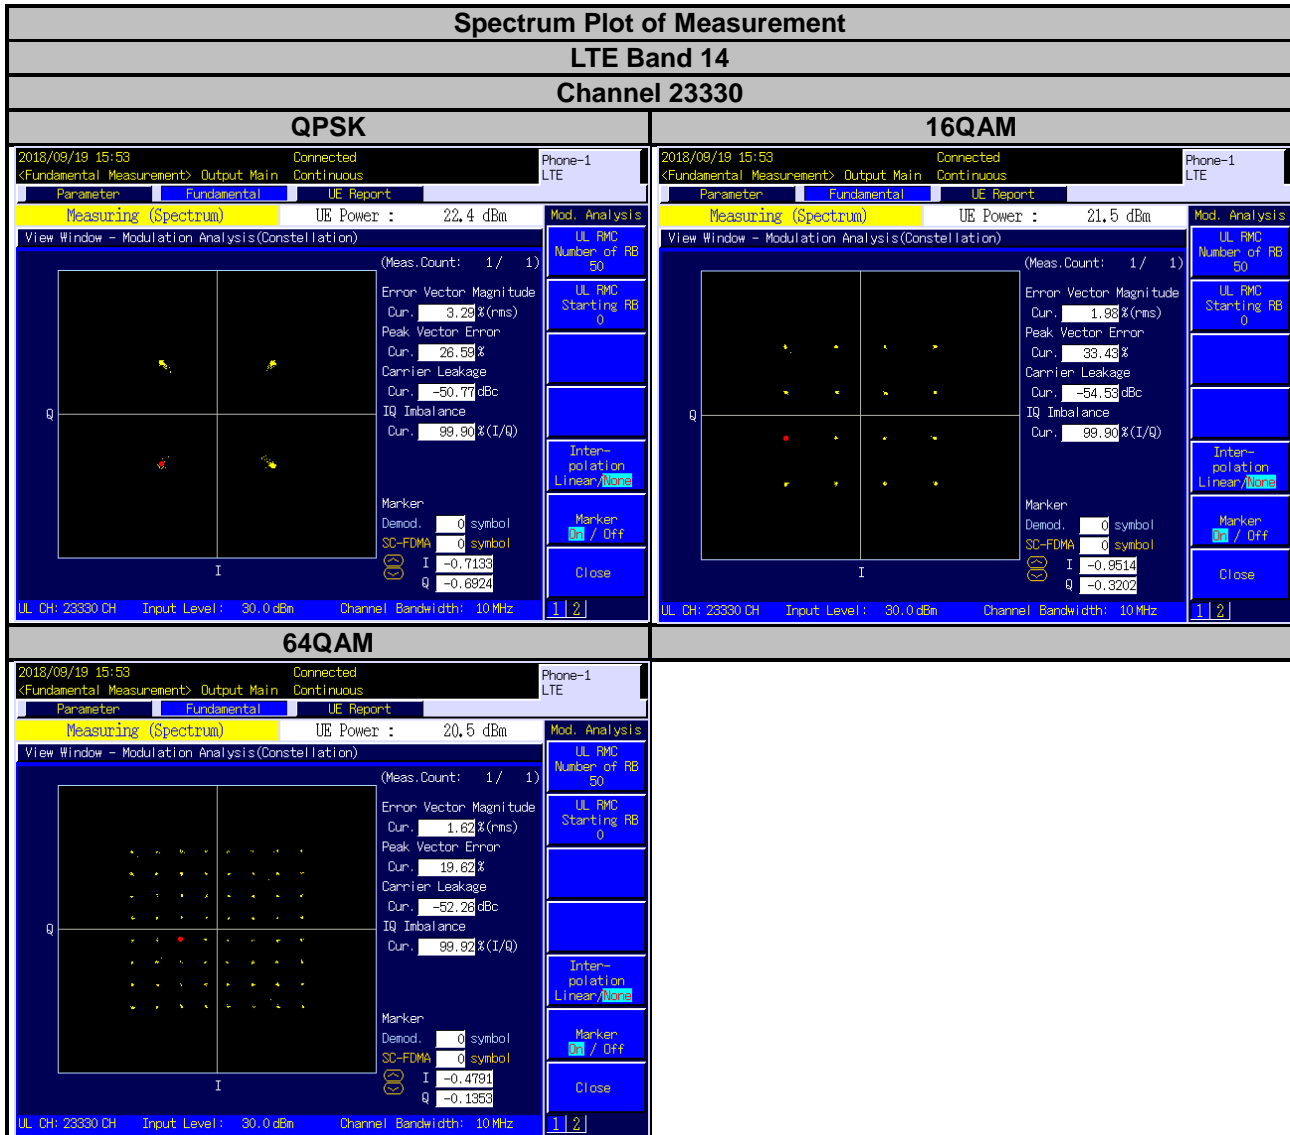 Spectrum Plot of Measurement
LTE Band 14
Channel 23330
QPSK
2018/09/19 15:53 Connected
<Fundamental Measurement> Output Main Continuous
Phone-1
LTE
Parameter Fundamental UE Report
Measuring (Spectrum) UE Power : 22.4 dBm Mod. Analysis
View Window - Modulation Analysis(Constellation)
(Meas.Count: 1/ 1)
Error Vector Magnitude
Cur. 3.29 %(rms)
Peak Vector Error
Cur. 26.59 %
Carrier Leakage
Cur. -50.77 dBc
IQ Imbalance
Cur. 99.90 %(I/Q)
Q
I
Marker
Demod. 0 symbol
SC-FDMA 0 symbol
I -0.7133
Q -0.6924
UL RMC
Number of RB
50
UL RMC
Starting RB
0
Inter-
polation
Linear/None
Marker
On / Off
Close
UL CH: 23330 CH Input Level: 30.0 dBm Channel Bandwidth: 10 MHz
1 2
16QAM
2018/09/19 15:53 Connected
<Fundamental Measurement> Output Main Continuous
Phone-1
LTE
Parameter Fundamental UE Report
Measuring (Spectrum) UE Power : 21.5 dBm Mod. Analysis
View Window - Modulation Analysis(Constellation)
(Meas.Count: 1/ 1)
Error Vector Magnitude
Cur. 1.98 %(rms)
Peak Vector Error
Cur. 33.43 %
Carrier Leakage
Cur. -54.53 dBc
IQ Imbalance
Cur. 99.90 %(I/Q)
Q
I
Marker
Demod. 0 symbol
SC-FDMA 0 symbol
I -0.9514
Q -0.3202
UL RMC
Number of RB
50
UL RMC
Starting RB
0
Inter-
polation
Linear/None
Marker
On / Off
Close
UL CH: 23330 CH Input Level: 30.0 dBm Channel Bandwidth: 10 MHz
1 2
64QAM
2018/09/19 15:53 Connected
<Fundamental Measurement> Output Main Continuous
Phone-1
LTE
Parameter Fundamental UE Report
Measuring (Spectrum) UE Power : 20.5 dBm Mod. Analysis
View Window - Modulation Analysis(Constellation)
(Meas.Count: 1/ 1)
Error Vector Magnitude
Cur. 1.62 %(rms)
Peak Vector Error
Cur. 19.62 %
Carrier Leakage
Cur. -52.26 dBc
IQ Imbalance
Cur. 99.92 %(I/Q)
Q
I
Marker
Demod. 0 symbol
SC-FDMA 0 symbol
I -0.4791
Q -0.1353
UL RMC
Number of RB
50
UL RMC
Starting RB
0
Inter-
polation
Linear/None
Marker
On / Off
Close
UL CH: 23330 CH Input Level: 30.0 dBm Channel Bandwidth: 10 MHz
1 2